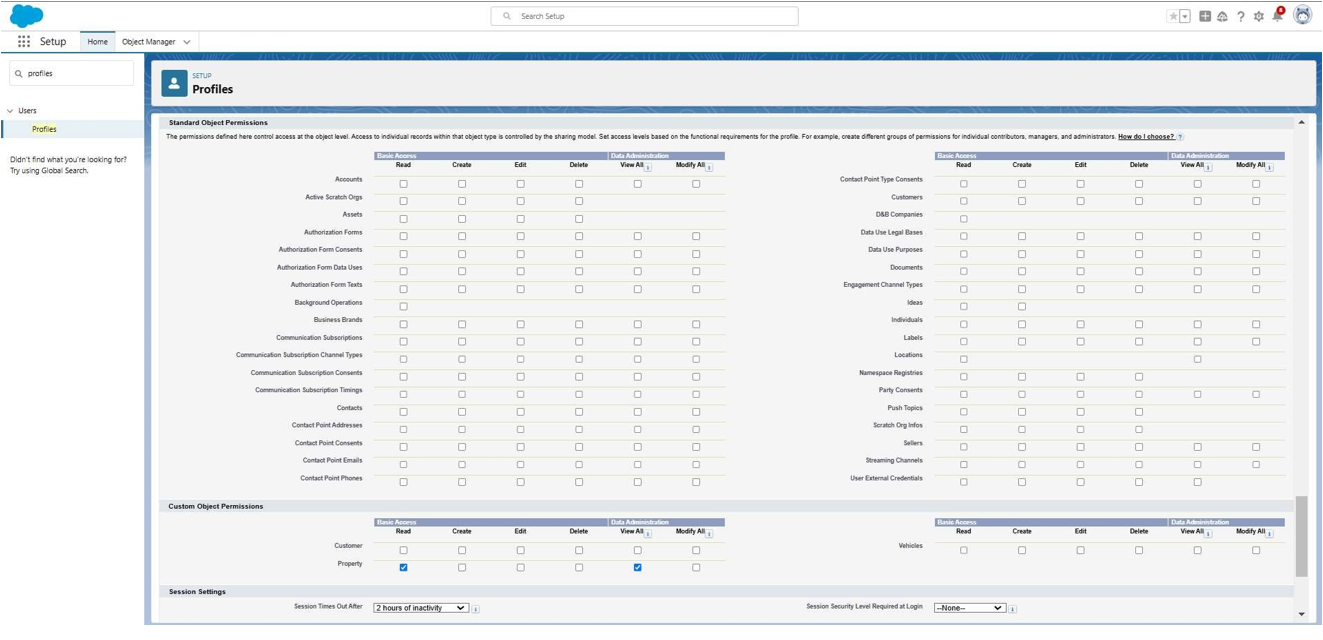 Search Setup
8
Setup
Home
Object Manager
profiles
Users
Profiles
Didn't find what you're looking for?
Try using Global Search.
SETUP
Profiles
Standard Object Permissions
The permissions defined here control access at the object level. Access to individual records within that object type is controlled by the sharing model. Set access levels based on the functional requirements for the profile. For example, create different groups of permissions for individual contributors, managers, and administrators. How do I choose? ?
Basic Access Data Administration Basic Access Data Administration
Read Create Edit Delete View All i Modify All i Read Create Edit Delete View All i Modify All i
Accounts Contact Point Type Consents
Active Scratch Orgs Customers
Assets D&B Companies
Authorization Forms Data Use Legal Bases
Authorization Form Consents Data Use Purposes
Authorization Form Data Uses Documents
Authorization Form Texts Engagement Channel Types
Background Operations Ideas
Business Brands Individuals
Communication Subscriptions Labels
Communication Subscription Channel Types Locations
Communication Subscription Consents Namespace Registries
Communication Subscription Timings Party Consents
Contacts Push Topics
Contact Point Addresses Scratch Org Infos
Contact Point Consents Sellers
Contact Point Emails Streaming Channels
Contact Point Phones User External Credentials
Custom Object Permissions
Basic Access Data Administration Basic Access Data Administration
Read Create Edit Delete View All i Modify All i Read Create Edit Delete View All i Modify All i
Customer Vehicles
Property
Session Settings
Session Times Out After 2 hours of inactivity i Session Security Level Required at Login --None-- i